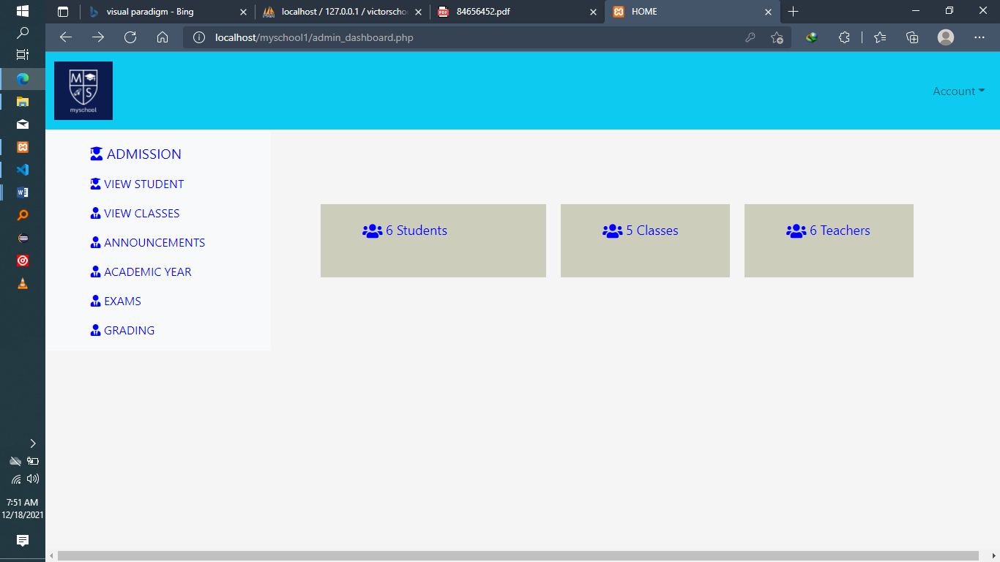 visual paradigm - Bing
localhost / 127.0.0.1 / victorscho
84656452.pdf
HOME
localhost/myschool1/admin_dashboard.php
M
S
myschool
Account
ADMISSION
VIEW STUDENT
VIEW CLASSES
ANNOUNCEMENTS
ACADEMIC YEAR
EXAMS
GRADING
6 Students
5 Classes
6 Teachers
7:51 AM
12/18/2021